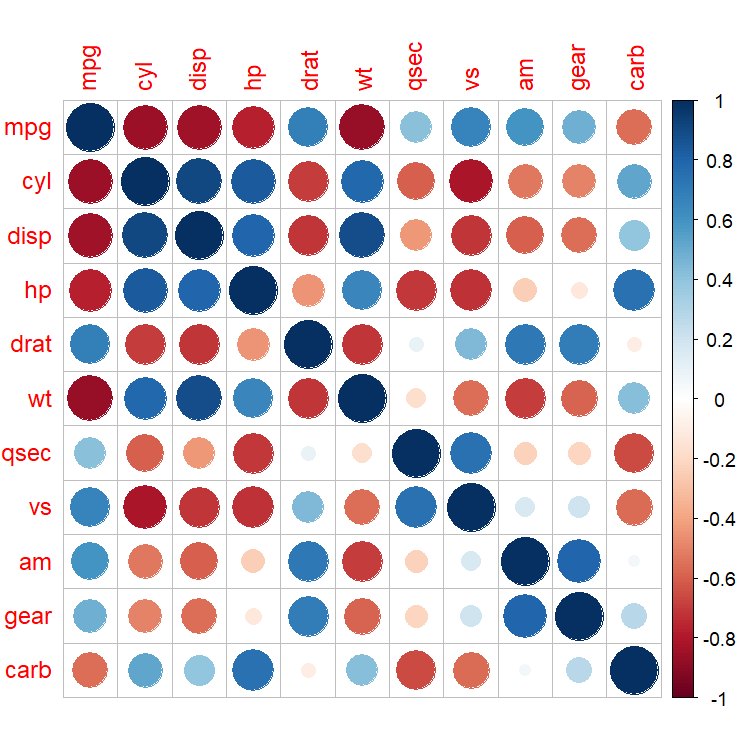 mpg cyl disp hp drat wt qsec vs am gear carb
mpg
cyl
disp
hp
drat
wt
qsec
vs
am
gear
carb
1
0.8
0.6
0.4
0.2
0
-0.2
-0.4
-0.6
-0.8
-1